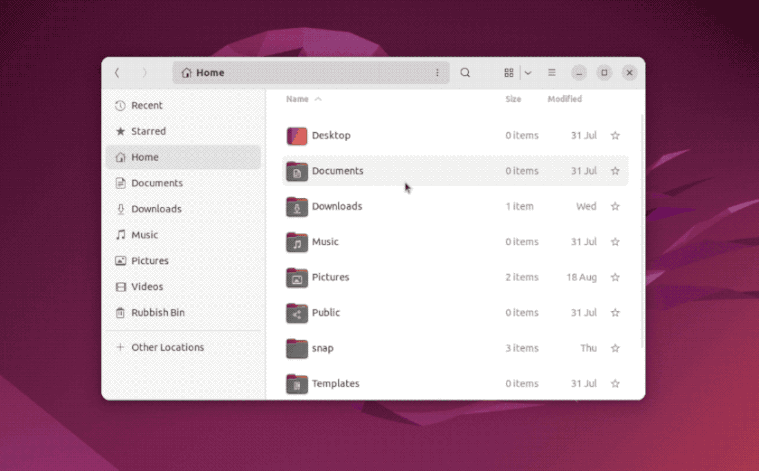 Home
Recent
Starred
Home
Documents
Downloads
Music
Pictures
Videos
Rubbish Bin
Other Locations
Name Size Modified
Desktop 0 items 31 Jul
Documents 0 items 31 Jul
Downloads 1 item Wed
Music 0 items 31 Jul
Pictures 2 items 18 Aug
Public 0 items 31 Jul
snap 3 items Thu
Templates 0 items 31 Jul